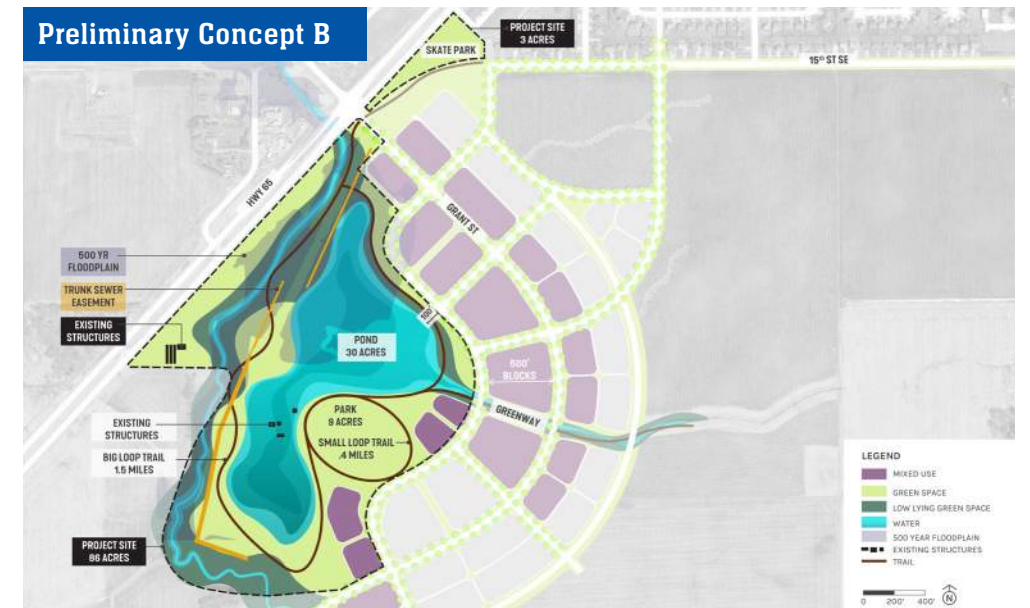 Preliminary Concept B
PROJECT SITE
3 ACRES
SKATE PARK
15TH ST SE
HWY 65
GRANT ST
500 YR
FLOODPLAIN
TRUNK SEWER
EASEMENT
EXISTING
STRUCTURES
100'
POND
30 ACRES
600'
BLOCKS
GREENWAY
PARK
9 ACRES
SMALL LOOP TRAIL
.4 MILES
EXISTING
STRUCTURES
BIG LOOP TRAIL
1.5 MILES
PROJECT SITE
86 ACRES
LEGEND
MIXED USE
GREEN SPACE
LOW LYING GREEN SPACE
WATER
500 YEAR FLOODPLAIN
EXISTING STRUCTURES
TRAIL
0 200' 400' N